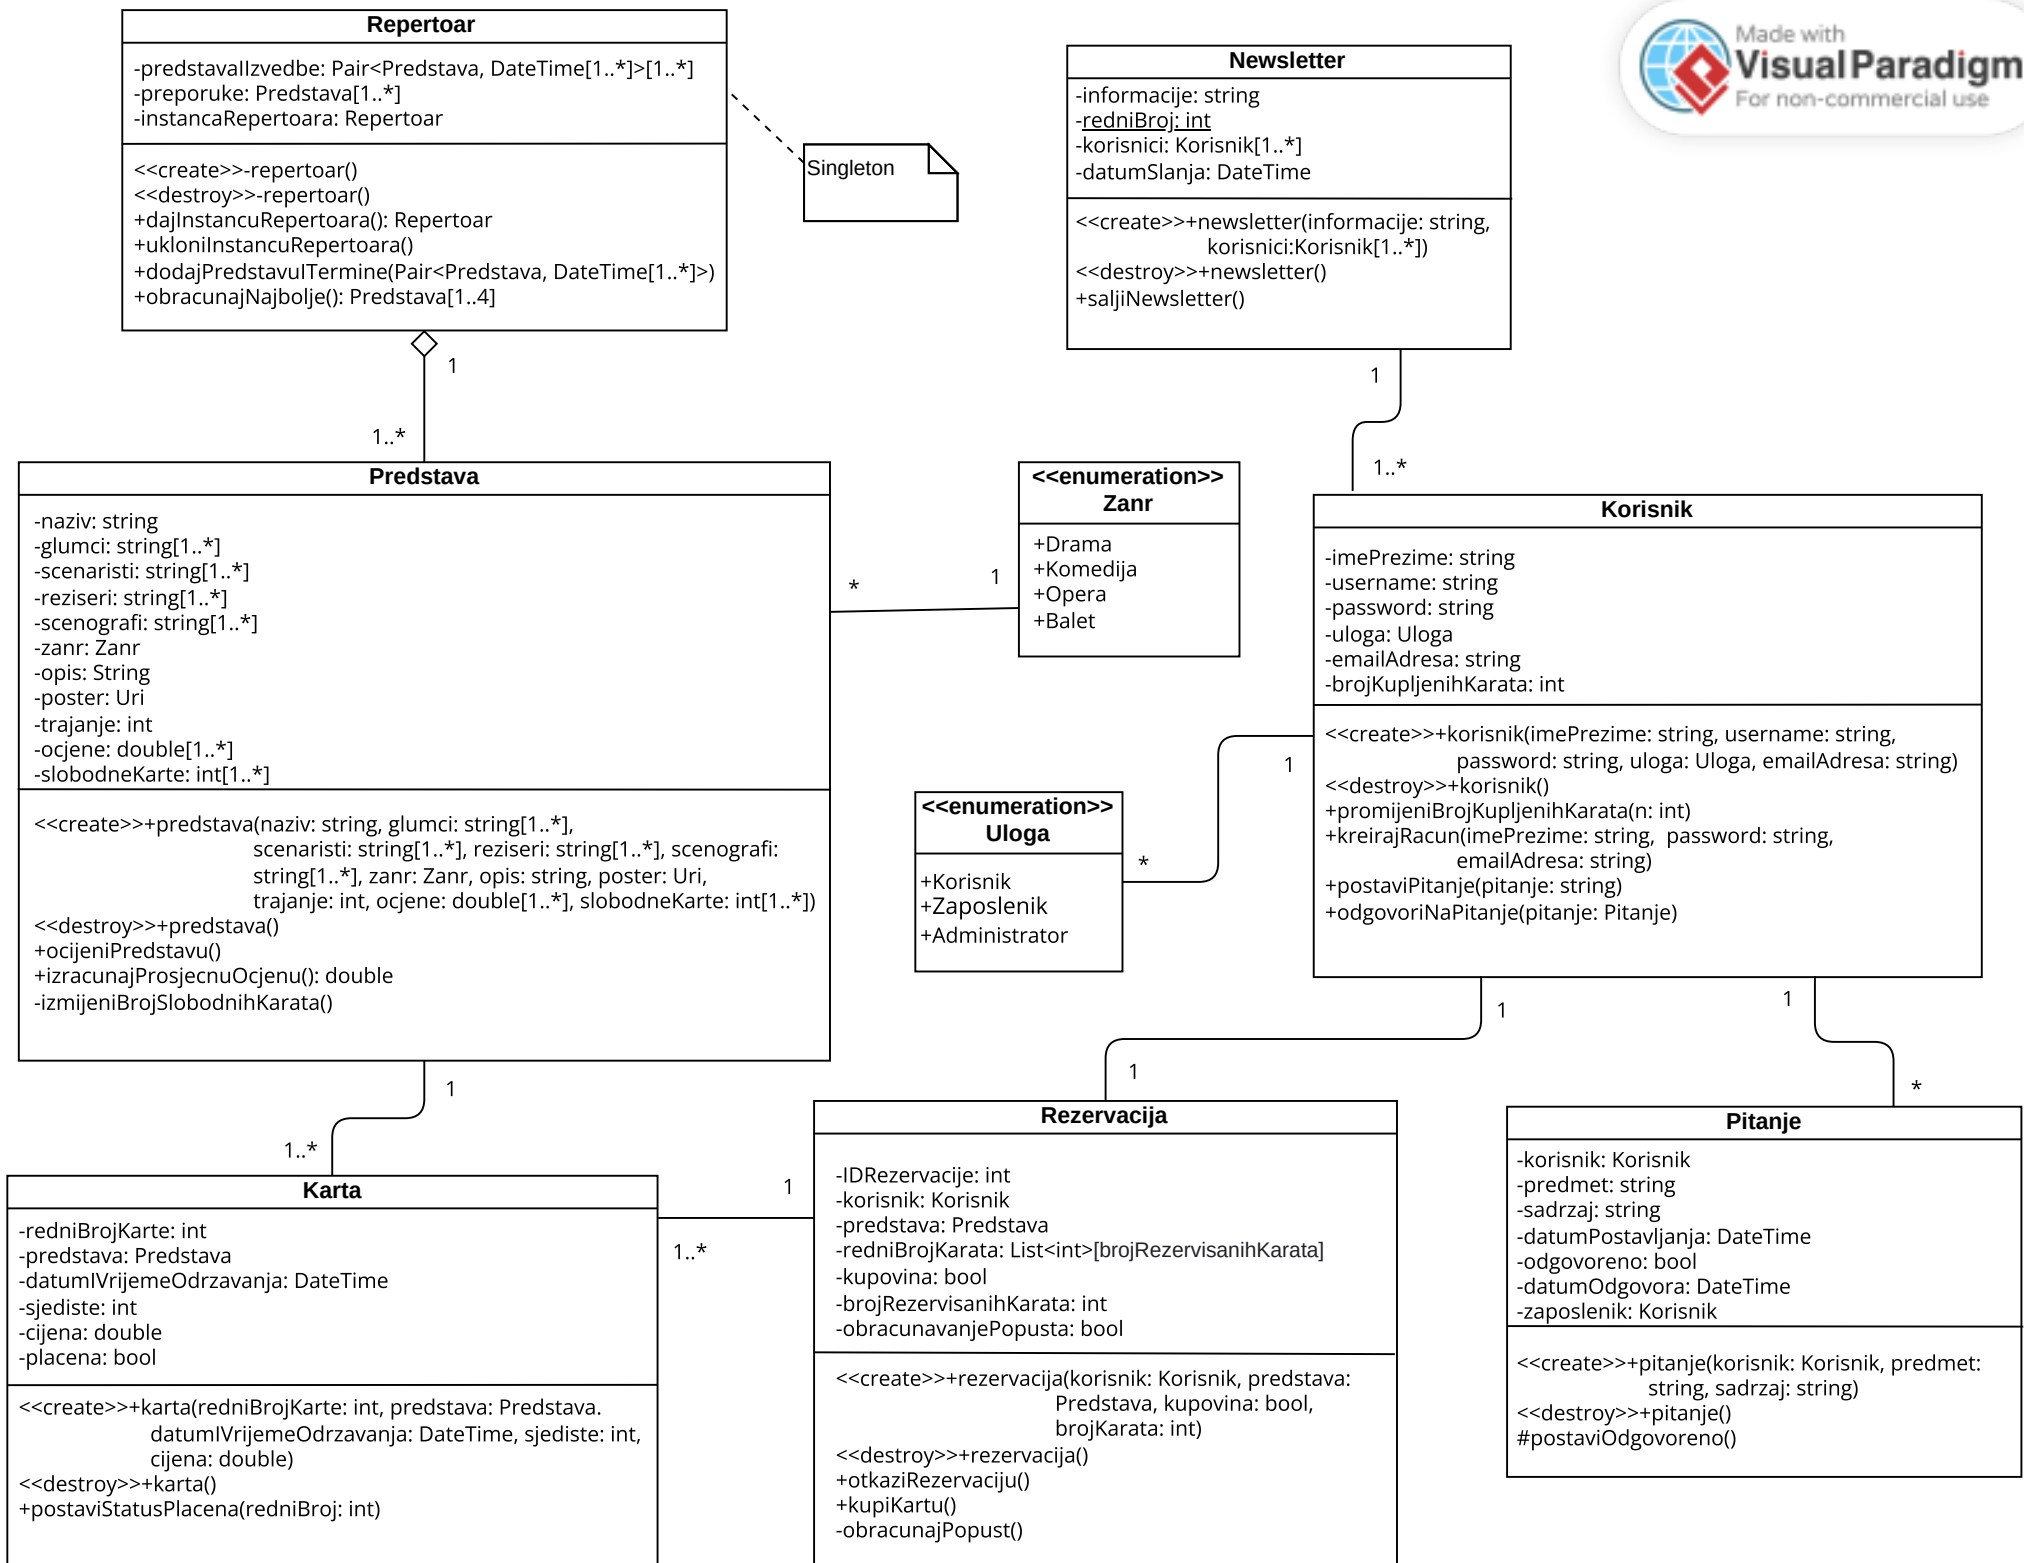 Repertoar
-predstavaIIzvedbe: Pair<Predstava, DateTime[1..*]>[1..*]
-preporuke: Predstava[1..*]
-instancaRepertoara: Repertoar
<<create>>-repertoar()
<<destroy>>-repertoar()
+dajInstancuRepertoara(): Repertoar
+ukloniInstancuRepertoara()
+dodajPredstavuITermine(Pair<Predstava, DateTime[1..*]>)
+obracunajNajbolje(): Predstava[1..4]
Singleton
Newsletter
-informacije: string
-redniBroj: int
-korisnici: Korisnik[1..*]
-datumSlanja: DateTime
<<create>>+newsletter(informacije: string,
korisnici:Korisnik[1..*])
<<destroy>>+newsletter()
+saljiNewsletter()
Made with
Visual Paradigm
For non-commercial use
1
1..*
1
1..*
Predstava
-naziv: string
-glumci: string[1..*]
-scenaristi: string[1..*]
-reziseri: string[1..*]
-scenografi: string[1..*]
-zanr: Zanr
-opis: String
-poster: Uri
-trajanje: int
-ocjene: double[1..*]
-slobodneKarte: int[1..*]
<<create>>+predstava(naziv: string, glumci: string[1..*],
scenaristi: string[1..*], reziseri: string[1..*], scenografi:
string[1..*], zanr: Zanr, opis: string, poster: Uri,
trajanje: int, ocjene: double[1..*], slobodneKarte: int[1..*])
<<destroy>>+predstava()
+ocijeniPredstavu()
+izracunajProsjecnuOcjenu(): double
-izmijeniBrojSlobodnihKarata()
*
1
<<enumeration>>
Zanr
+Drama
+Komedija
+Opera
+Balet
Korisnik
-imePrezime: string
-username: string
-password: string
-uloga: Uloga
-emailAdresa: string
-brojKupljenihKarata: int
<<create>>+korisnik(imePrezime: string, username: string,
password: string, uloga: Uloga, emailAdresa: string)
<<destroy>>+korisnik()
+promijeniBrojKupljenihKarata(n: int)
+kreirajRacun(imePrezime: string, password: string,
emailAdresa: string)
+postaviPitanje(pitanje: string)
+odgovoriNaPitanje(pitanje: Pitanje)
1
*
<<enumeration>>
Uloga
+Korisnik
+Zaposlenik
+Administrator
1
1
1
*
1
1..*
Karta
-redniBrojKarte: int
-predstava: Predstava
-datumIVrijemeOdrzavanja: DateTime
-sjediste: int
-cijena: double
-placena: bool
<<create>>+karta(redniBrojKarte: int, predstava: Predstava.
datumIVrijemeOdrzavanja: DateTime, sjediste: int,
cijena: double)
<<destroy>>+karta()
+postaviStatusPlacena(redniBroj: int)
1
1..*
Rezervacija
-IDRezervacije: int
-korisnik: Korisnik
-predstava: Predstava
-redniBrojKarata: List<int>[brojRezervisanihKarata]
-kupovina: bool
-brojRezervisanihKarata: int
-obracunavanjePopusta: bool
<<create>>+rezervacija(korisnik: Korisnik, predstava:
Predstava, kupovina: bool,
brojKarata: int)
<<destroy>>+rezervacija()
+otkaziRezervaciju()
+kupiKartu()
-obracunajPopust()
Pitanje
-korisnik: Korisnik
-predmet: string
-sadrzaj: string
-datumPostavljanja: DateTime
-odgovoreno: bool
-datumOdgovora: DateTime
-zaposlenik: Korisnik
<<create>>+pitanje(korisnik: Korisnik, predmet:
string, sadrzaj: string)
<<destroy>>+pitanje()
#postaviOdgovoreno()